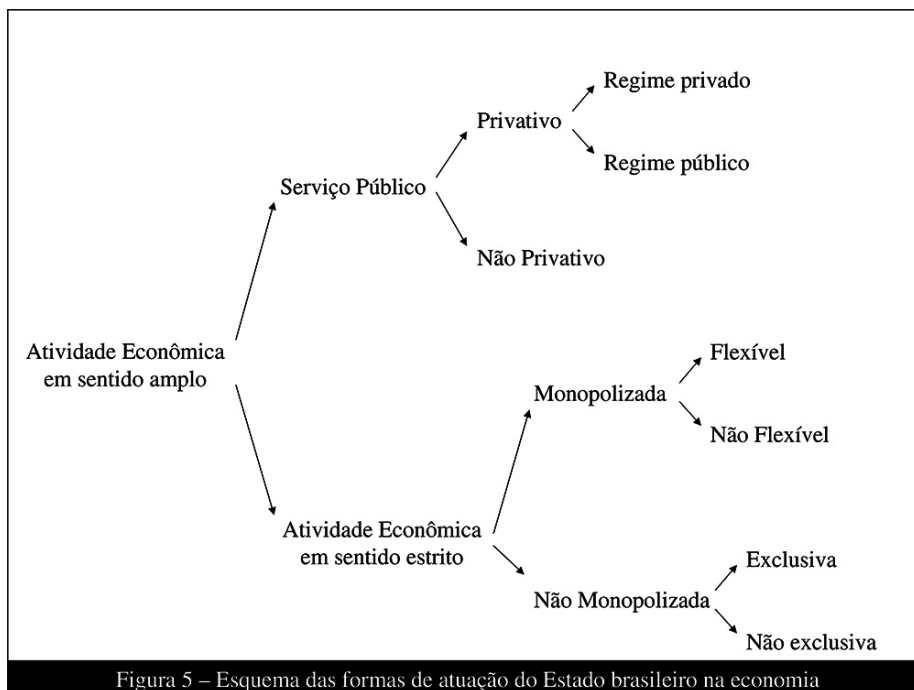 Regime privado
Privativo
Regime público
Serviço Público
Não Privativo
Atividade Econômica
em sentido amplo
Flexível
Monopolizada
Não Flexível
Atividade Econômica
em sentido estrito
Exclusiva
Não Monopolizada
Não exclusiva
Figura 5 – Esquema das formas de atuação do Estado brasileiro na economia